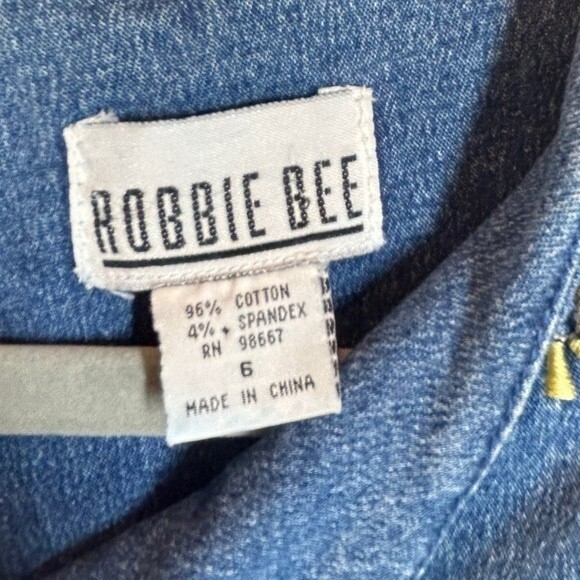 ROBBIE BEE
96% COTTON
4% SPANDEX
RN 98667
6
MADE IN CHINA